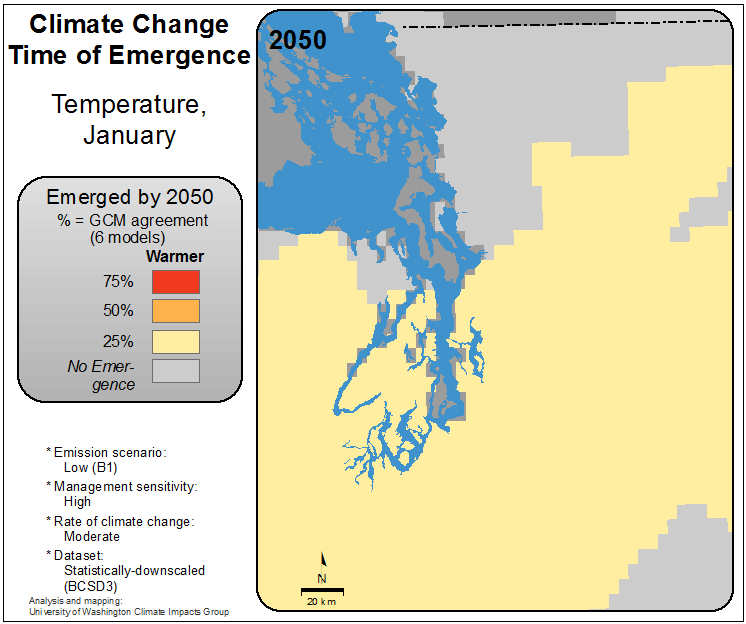 Climate Change
Time of Emergence
Temperature,
January
Emerged by 2050
% = GCM agreement
(6 models)
Warmer
75%
50%
25%
No Emer-
gence
* Emission scenario:
Low (B1)
* Management sensitivity:
High
* Rate of climate change:
Moderate
* Dataset:
Statistically-downscaled
(BCSD3)
Analysis and mapping:
University of Washington Climate Impacts Group
2050
N
20 km